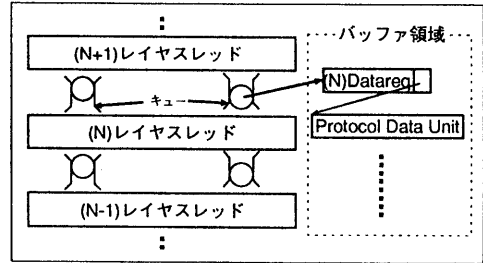 (N+1)レイヤスレッド
キュー
(N)レイヤスレッド
(N-1)レイヤスレッド
バッファ領域
(N)Datareq
Protocol Data Unit